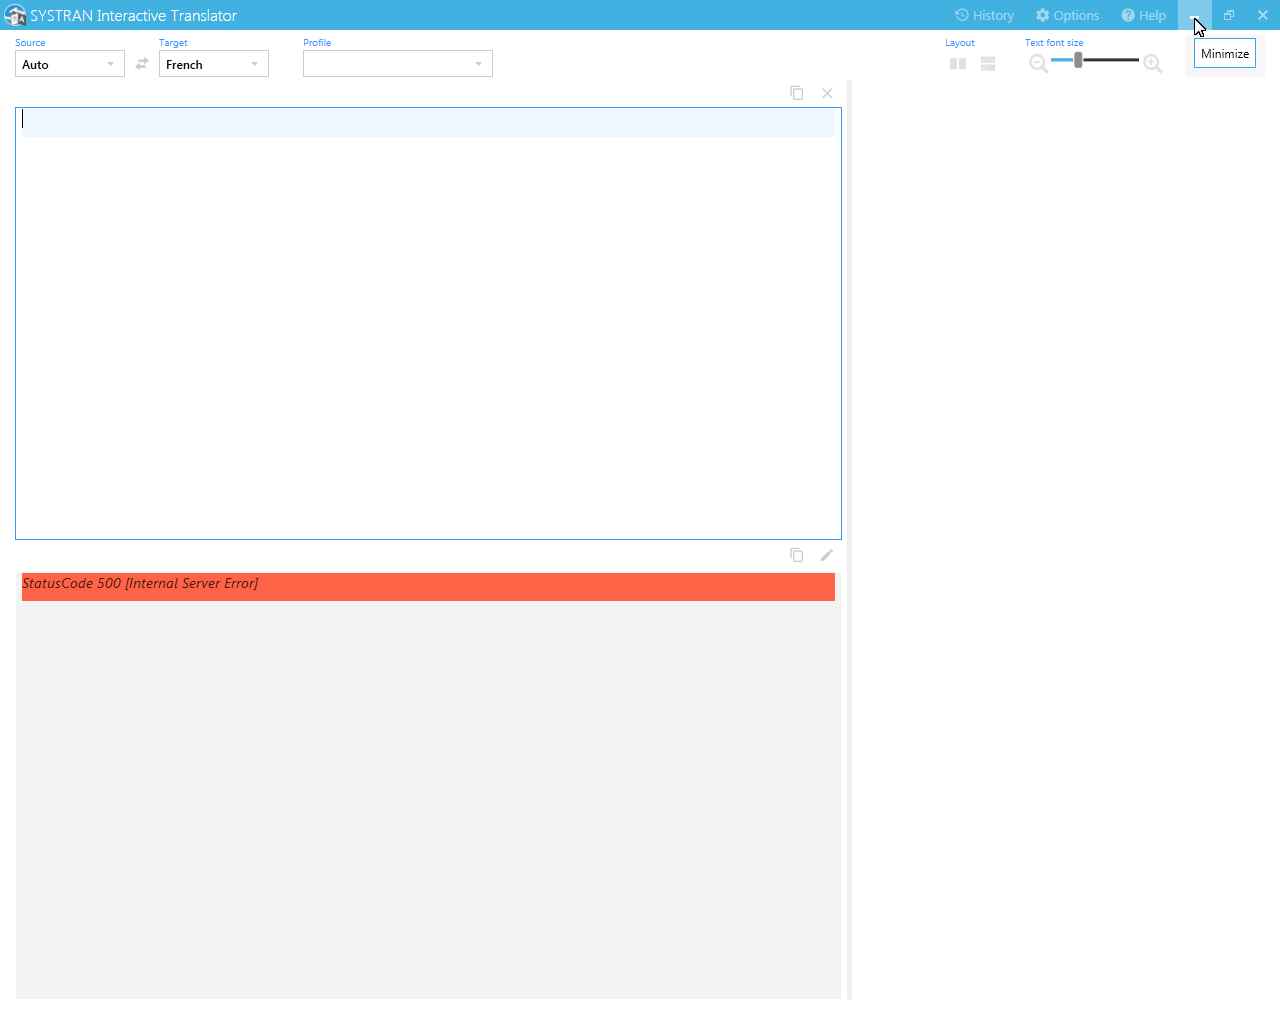 SYSTRAN Interactive Translator
History
Options
Help
Source
Target
Profile
Layout
Text font size
Minimize
Auto
French
StatusCode 500 [Internal Server Error]